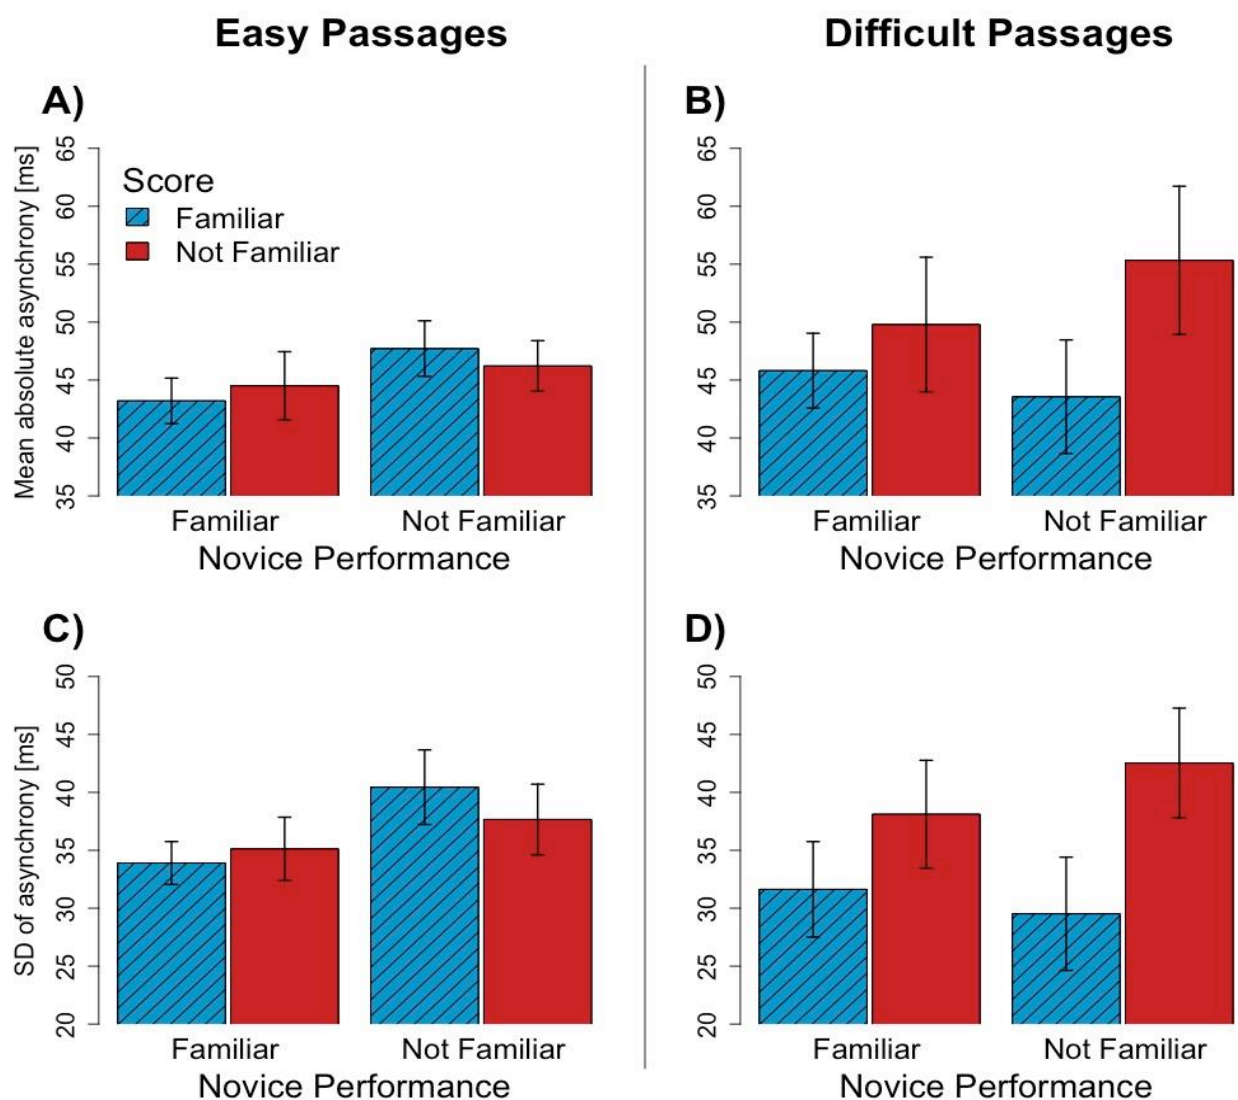 Easy Passages
Difficult Passages
A)
Mean absolute asynchrony [ms]
65
60
55
50
45
40
35
Score
Familiar
Not Familiar
Familiar
Not Familiar
Novice Performance
B)
65
60
55
50
45
40
35
Familiar
Not Familiar
Novice Performance
C)
SD of asynchrony [ms]
50
45
40
35
30
25
20
Familiar
Not Familiar
Novice Performance
D)
50
45
40
35
30
25
20
Familiar
Not Familiar
Novice Performance